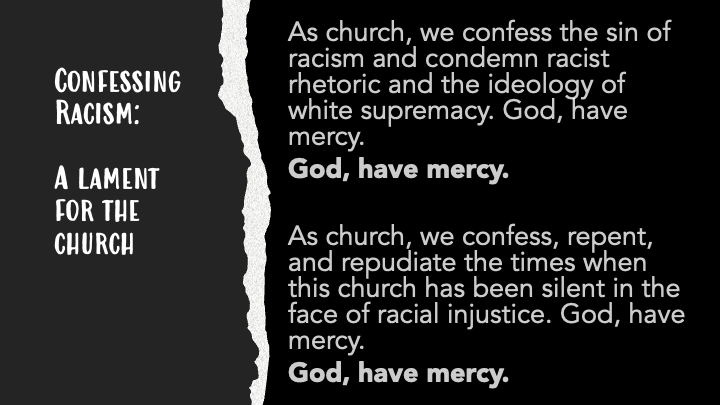 Confessing
Racism:
A lament
for the
church
As church, we confess the sin of
racism and condemn racist
rhetoric and the ideology of
white supremacy. God, have
mercy.
God, have mercy.
As church, we confess, repent,
and repudiate the times when
this church has been silent in the
face of racial injustice. God, have
mercy.
God, have mercy.